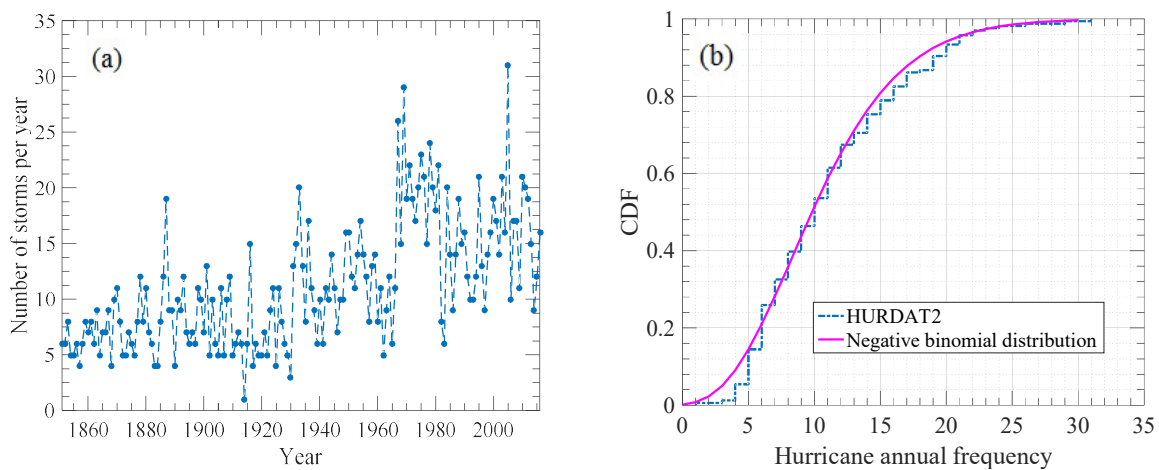 (a)
Number of storms per year
35
30
25
20
15
10
5
0
1860 1880 1900 1920 1940 1960 1980 2000
Year
(b)
CDF
1
0.8
0.6
0.4
0.2
0
HURDAT2
Negative binomial distribution
0 5 10 15 20 25 30 35
Hurricane annual frequency